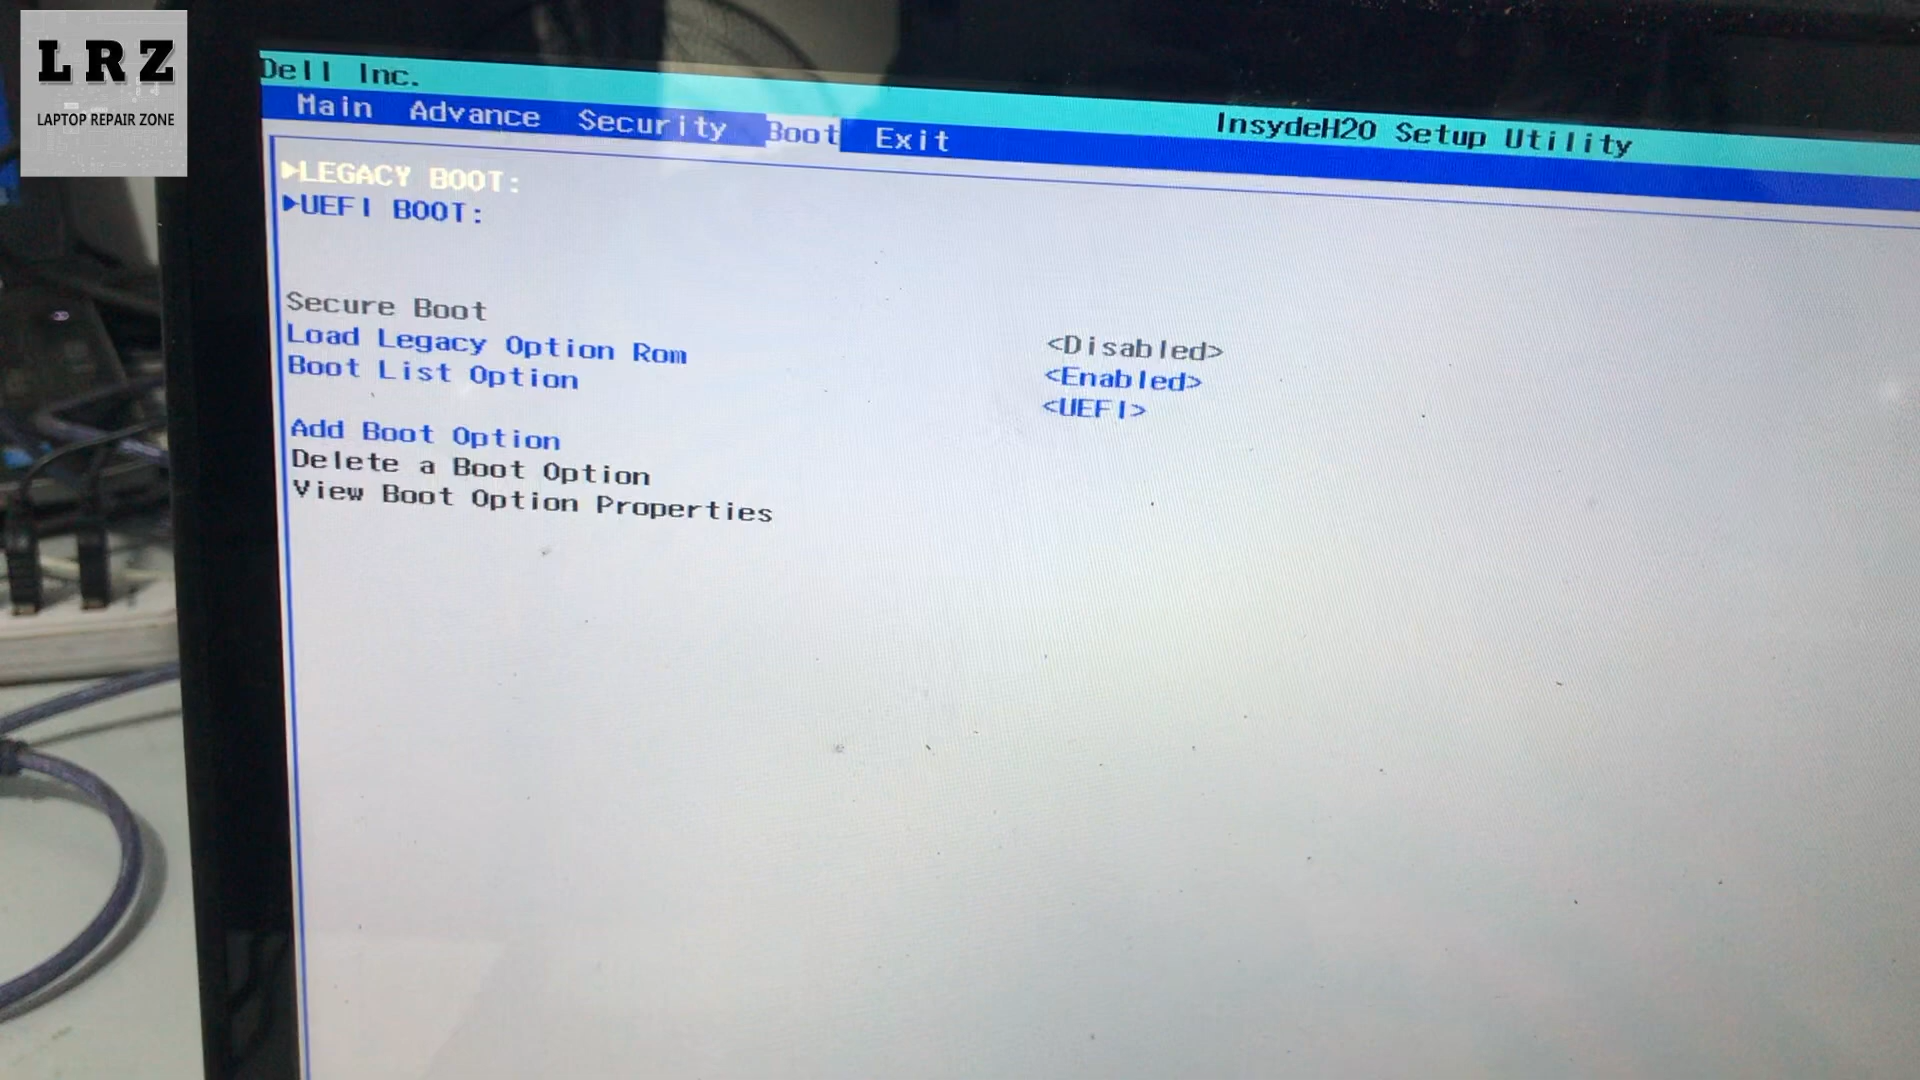 LRZ
LAPTOP REPAIR ZONE
Dell Inc.
InsydeH20 Setup Utility
Main Advance Security Boot Exit
▶LEGACY BOOT:
▶UEFI BOOT:
Secure Boot <Disabled>
Load Legacy Option Rom <Enabled>
Boot List Option <UEFI>
Add Boot Option
Delete a Boot Option
View Boot Option Properties